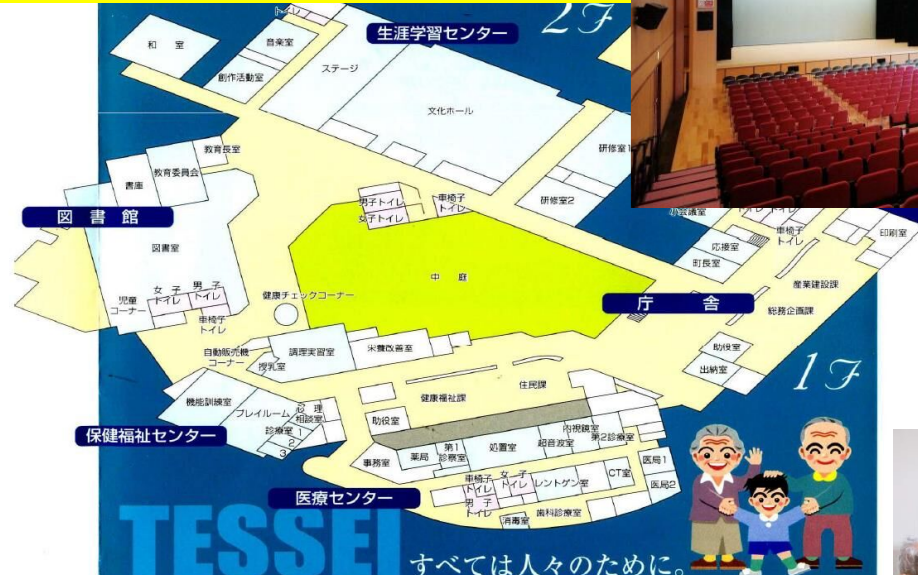 トイレ
生涯学習センター
2F
和 室
音楽室
創作活動室
ステージ
文化ホール
研修室1
研修室2
教育長室
教育委員会
書庫
図 書 館
図書室
児童
コーナー
女 子
トイレ
男 子
トイレ
車椅子
トイレ
男子トイレ
女子トイレ
車椅子
トイレ
中 庭
健康チェックコーナー
小会議室
車椅子
トイレ
印刷室
応接室
町長室
庁 舎
産業建設課
総務企画課
助役室
出納室
1F
自動販売機
コーナー
授乳室
調理実習室
栄養改善室
住民課
健康福祉課
助役室
機能訓練室
プレイルーム
心 理
相談室
診療室
1
2
3
保健福祉センター
事務室
薬局
第1
診察室
処置室
超音波室
内視鏡室
第2診察室
車椅子
トイレ
女 子
トイレ
男 子
トイレ
レントゲン室
CT室
医局1
医局2
消毒室
歯科診療室
医療センター
TESSEI
すべては人々のために。